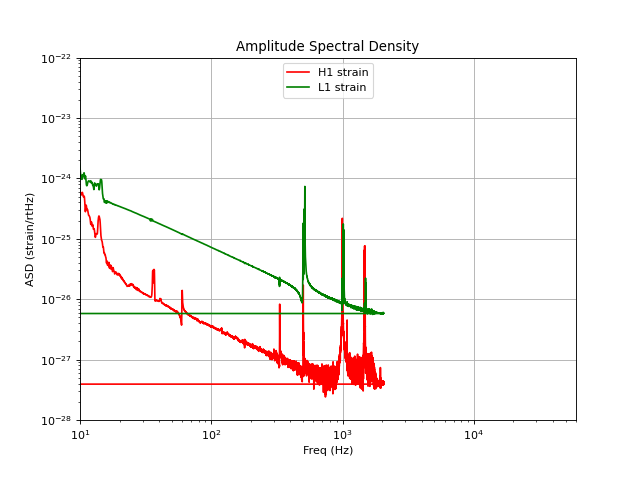 Amplitude Spectral Density
H1 strain
L1 strain
10⁻²²
10⁻²³
10⁻²⁴
10⁻²⁵
10⁻²⁶
10⁻²⁷
10⁻²⁸
ASD (strain/rtHz)
10¹
10²
10³
10⁴
Freq (Hz)